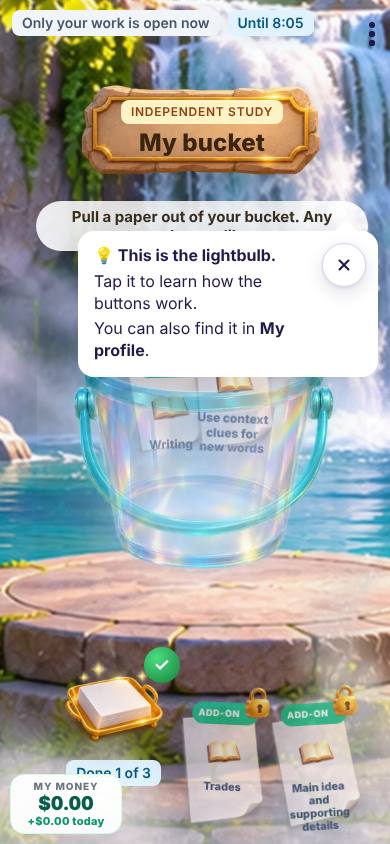 Only your work is open now
Until 8:05
INDEPENDENT STUDY
My bucket
Pull a paper out of your bucket. Any
💡 This is the lightbulb.
Tap it to learn how the
buttons work.
You can also find it in My
profile.
Writing
Use context
clues for
new words
ADD-ON
ADD-ON
Trades
Main idea
and
supporting
details
Done 1 of 3
MY MONEY
$0.00
+$0.00 today